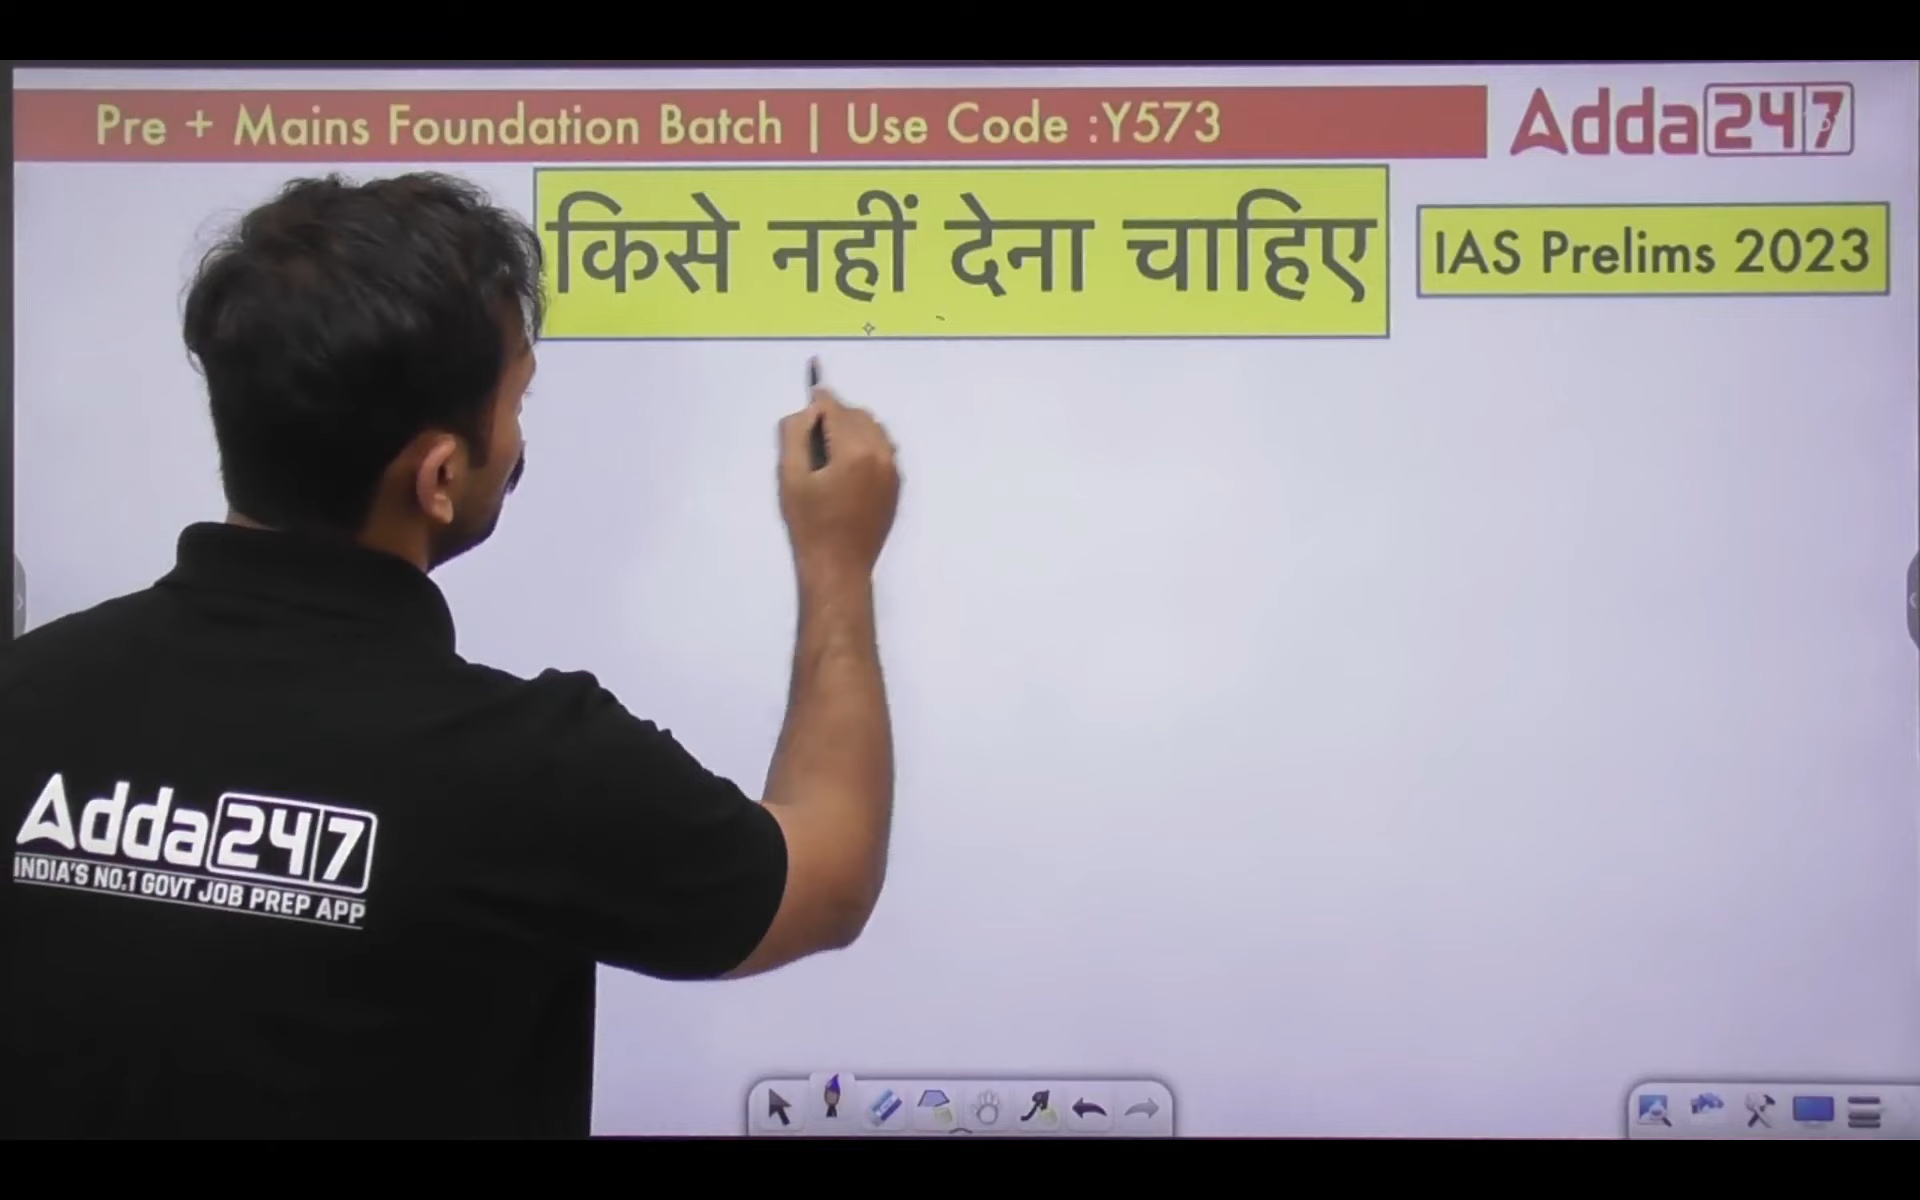 Pre + Mains Foundation Batch | Use Code :Y573
Adda247
किसे नहीं देना चाहिए
IAS Prelims 2023
Adda247
INDIA'S NO.1 GOVT JOB PREP APP